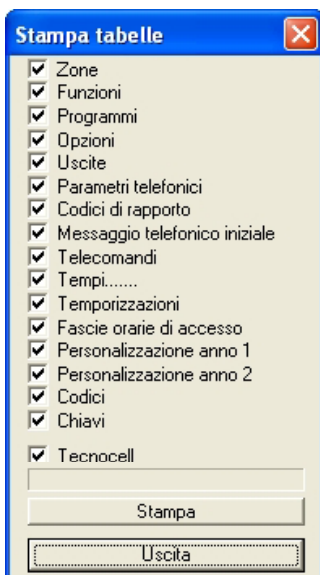 Stampa tabelle
Zone
Funzioni
Programmi
Opzioni
Uscite
Parametri telefonici
Codici di rapporto
Messaggio telefonico iniziale
Telecomandi
Tempi.......
Temporizzazioni
Fascie orarie di accesso
Personalizzazione anno 1
Personalizzazione anno 2
Codici
Chiavi
Tecnocell
Stampa
Uscita